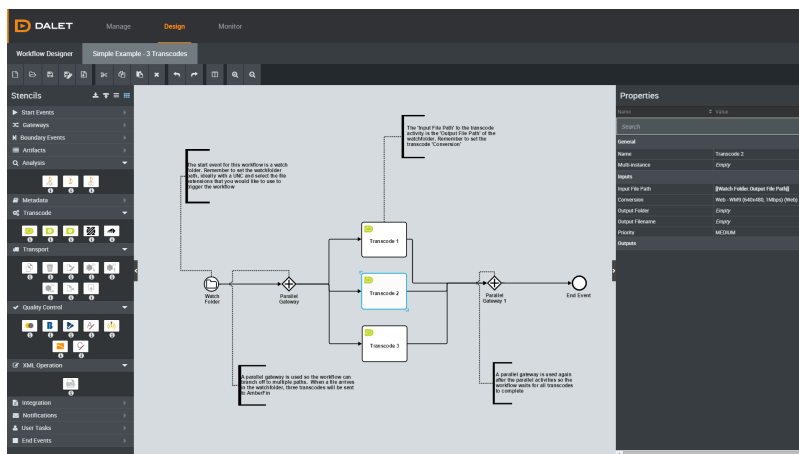 DALET
Manage
Design
Monitor
Workflow Designer
Simple Example - 3 Transcodes
Stencils
Start Events
Gateways
Boundary Events
Artifacts
Analysis
Metadata
Transcode
Transport
Quality Control
XML Operation
Integration
Notifications
User Tasks
End Events
The start event for this workflow is a watch
folder. Remember to set the watchfolder
path, ideally with a UNC and select the file
extensions that you would like to use to
trigger the workflow
The 'Input File Path' to the transcode
activity is the 'Output File Path' of the
watchfolder. Remember to set the
transcode 'Conversion'
Transcode 1
Transcode 2
Transcode 3
Watch
Folder
Parallel
Gateway
Parallel
Gateway 1
End Event
A parallel gateway is used so the workflow can
branch off to multiple paths. When a file arrives
in the watchfolder, three transcodes will be sent
to AmberFin
A parallel gateway is used again
after the parallel activities so the
workflow waits for all transcodes
to complete
Properties
Name Value
Search
General
Name Transcode 2
Multi-instance Empty
Inputs
Input File Path [[Watch Folder.Output File Path]]
Conversion Web - WM9 (640x480, 1Mbps) (Web)
Output Folder Empty
Output Filename Empty
Priority MEDIUM
Outputs